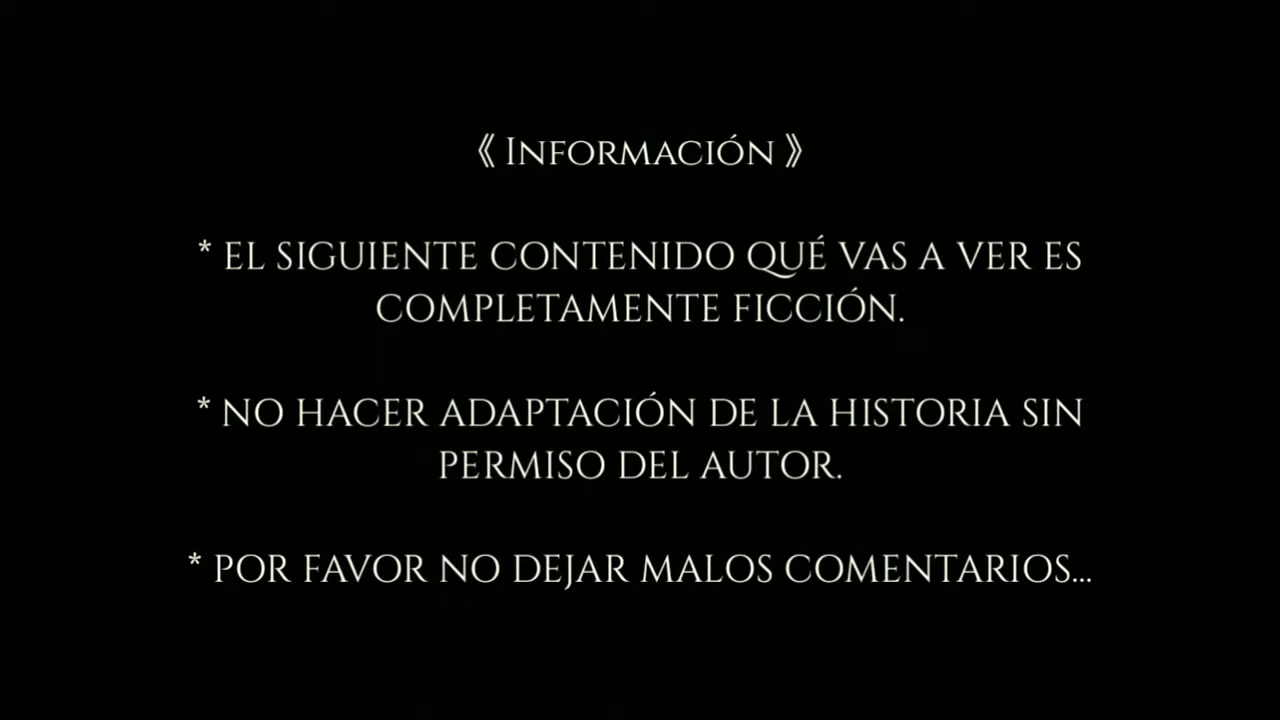 《 Información 》
* EL SIGUIENTE CONTENIDO QUÉ VAS A VER ES
COMPLETAMENTE FICCIÓN.
* NO HACER ADAPTACIÓN DE LA HISTORIA SIN
PERMISO DEL AUTOR.
* POR FAVOR NO DEJAR MALOS COMENTARIOS...